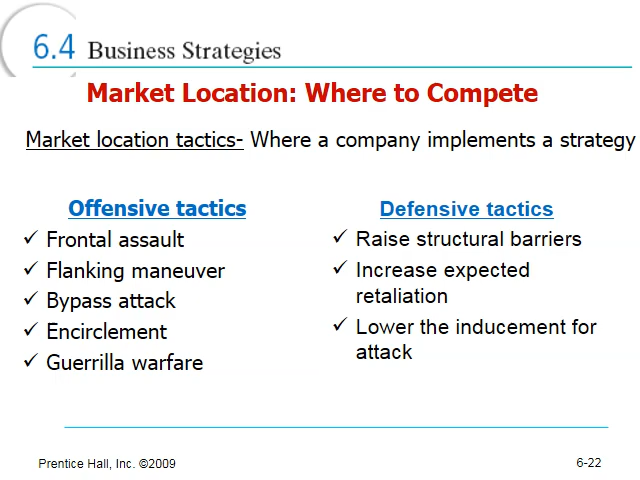 6.4 Business Strategies
Market Location: Where to Compete
Market location tactics- Where a company implements a strategy
Offensive tactics
✓ Frontal assault
✓ Flanking maneuver
✓ Bypass attack
✓ Encirclement
✓ Guerrilla warfare
Defensive tactics
✓ Raise structural barriers
✓ Increase expected
retaliation
✓ Lower the inducement for
attack
Prentice Hall, Inc. ©2009
6-22